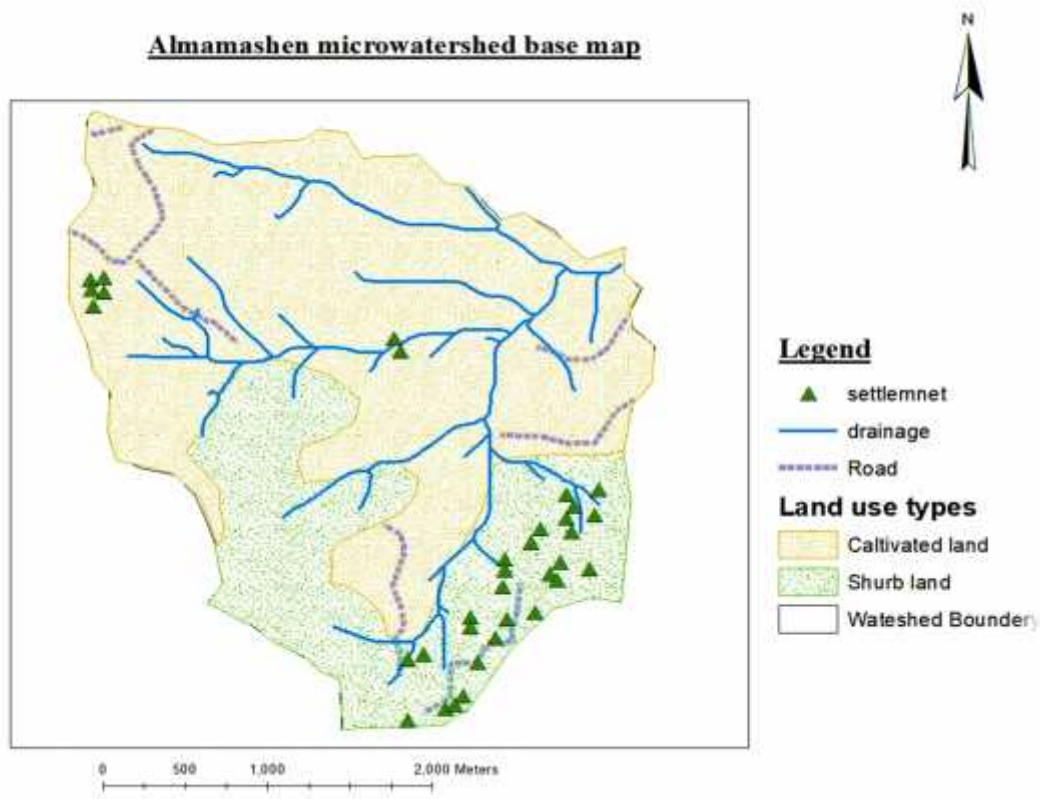 Almamashen microwatershed base map
N
Legend
settlemnet
drainage
Road
Land use types
Caltivated land
Shurb land
Wateshed Boundery
0 500 1,000 2,000 Meters